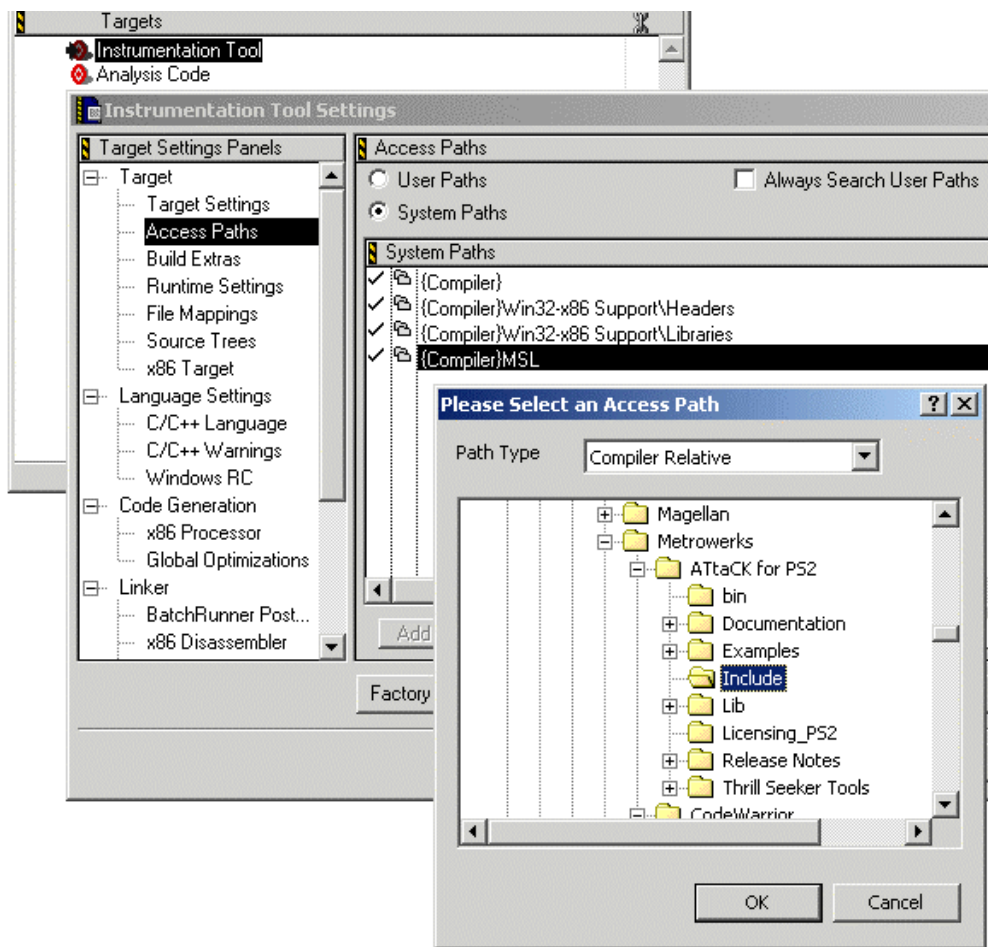 Targets
Instrumentation Tool
Analysis Code
Instrumentation Tool Settings
Target Settings Panels
Target
Target Settings
Access Paths
Build Extras
Runtime Settings
File Mappings
Source Trees
x86 Target
Language Settings
C/C++ Language
C/C++ Warnings
Windows RC
Code Generation
x86 Processor
Global Optimizations
Linker
BatchRunner Post...
x86 Disassembler
Access Paths
User Paths
Always Search User Paths
System Paths
System Paths
{Compiler}
{Compiler}Win32-x86 Support\Headers
{Compiler}Win32-x86 Support\Libraries
{Compiler}MSL
Add
Factory
Please Select an Access Path
Path Type
Compiler Relative
Magellan
Metrowerks
ATtaCK for PS2
bin
Documentation
Examples
Include
Lib
Licensing_PS2
Release Notes
Thrill Seeker Tools
CodeWarrior
OK
Cancel